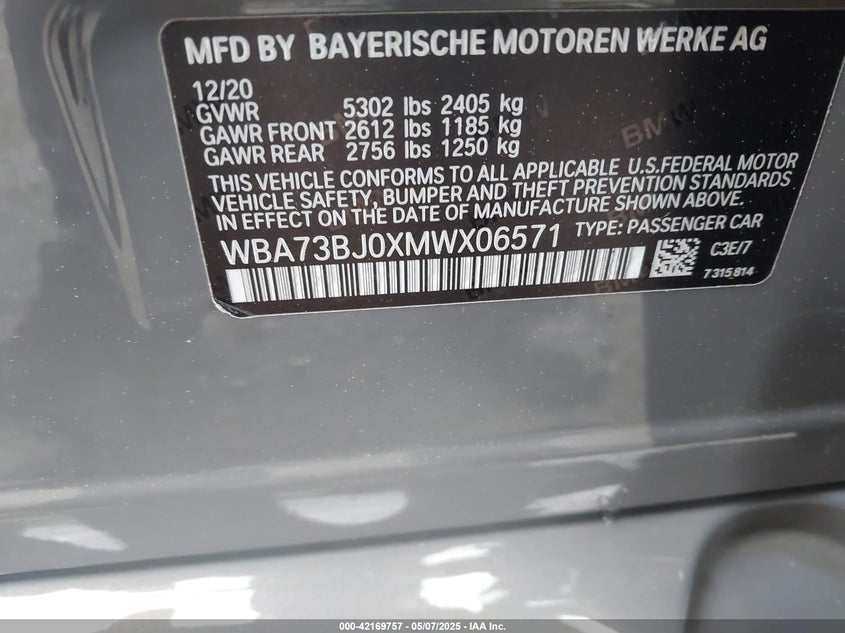 MFD BY BAYERISCHE MOTOREN WERKE AG
12/20
GVWR 5302 lbs 2405 kg
GAWR FRONT 2612 lbs 1185 kg
GAWR REAR 2756 lbs 1250 kg
THIS VEHICLE CONFORMS TO ALL APPLICABLE U.S.FEDERAL MOTOR
VEHICLE SAFETY, BUMPER AND THEFT PREVENTION STANDARDS
IN EFFECT ON THE DATE OF MANUFACTURE SHOWN ABOVE.
WBA73BJ0XMWX06571 TYPE: PASSENGER CAR
C3E/7
7315814
000-42169757 - 05/07/2025 - IAA Inc.